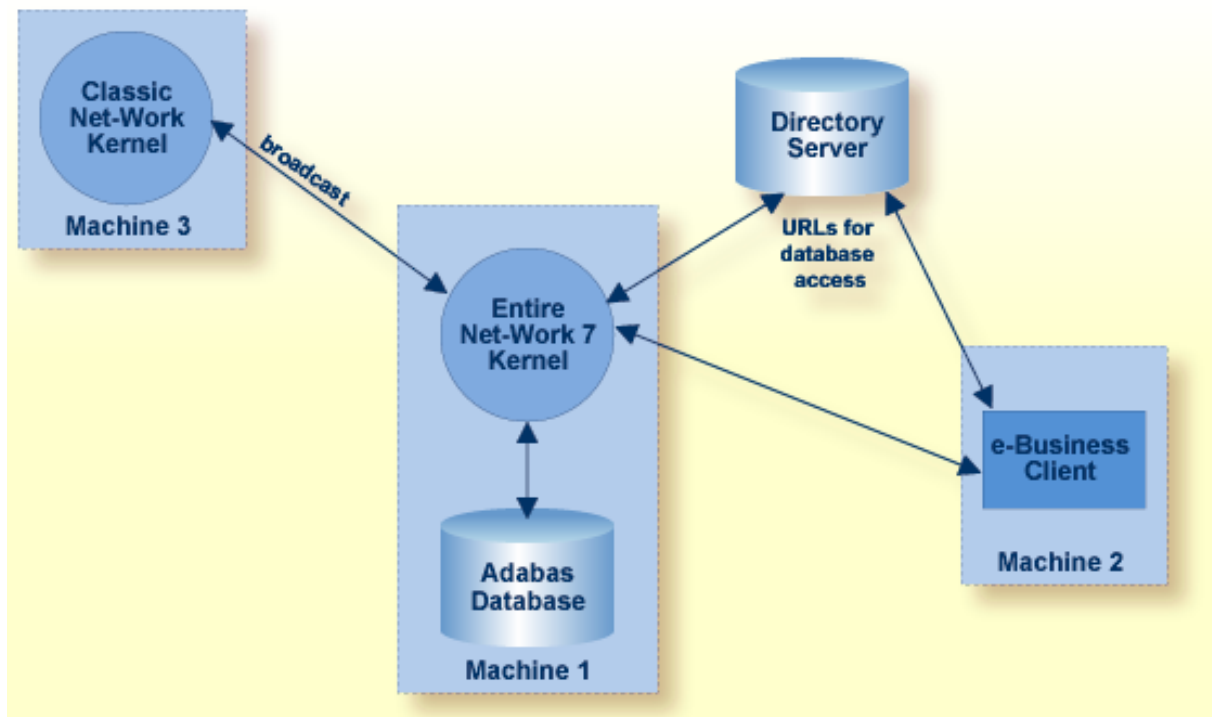 Classic
Net-Work
Kernel
Machine 3
broadcast
Directory
Server
URLs for
database
access
Entire
Net-Work 7
Kernel
Adabas
Database
Machine 1
e-Business
Client
Machine 2